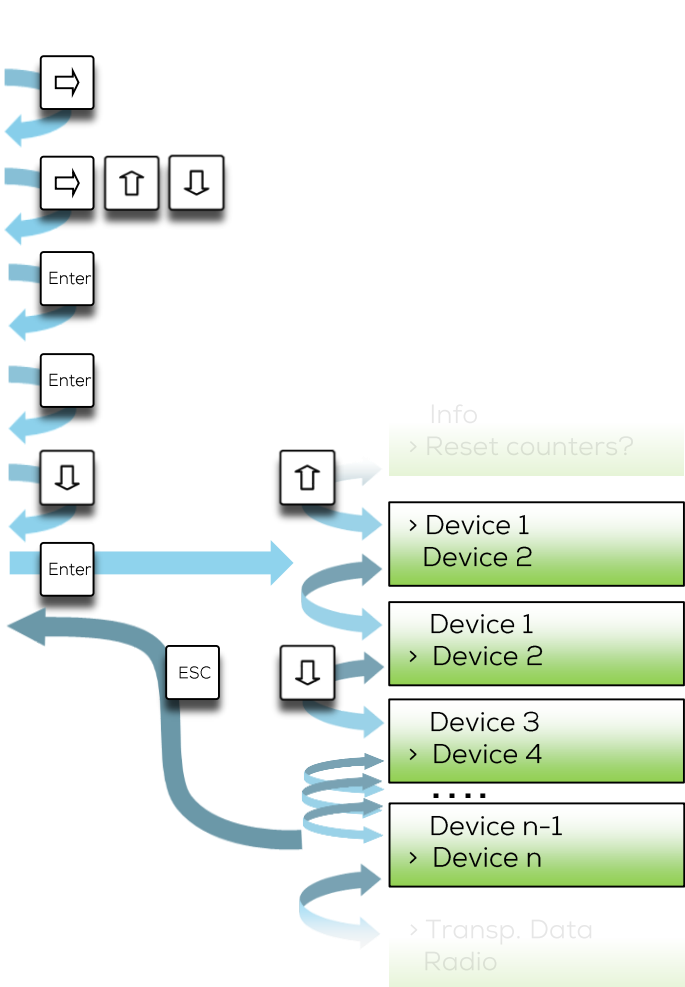 Enter
Enter
Info
> Reset counters?
> Device 1
Device 2
Enter
Device 1
> Device 2
ESC
Device 3
> Device 4
....
Device n-1
> Device n
> Transp. Data
Radio